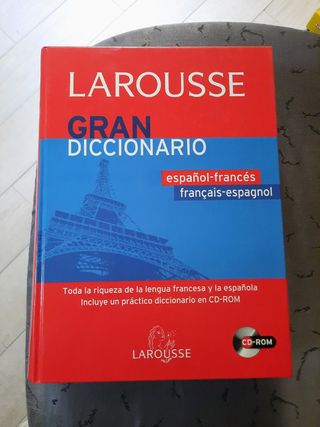 LAROUSSE
GRAN
DICCIONARIO
español-francés
français-espagnol
Toda la riqueza de la lengua francesa y la española
Incluye un práctico diccionario en CD-ROM
LAROUSSE
CD-ROM